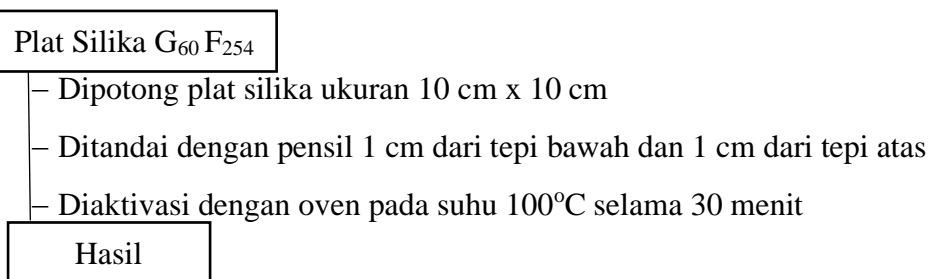 Plat Silika G₆₀ F₂₅₄
– Dipotong plat silika ukuran 10 cm x 10 cm
– Ditandai dengan pensil 1 cm dari tepi bawah dan 1 cm dari tepi atas
– Diaktivasi dengan oven pada suhu 100°C selama 30 menit
Hasil